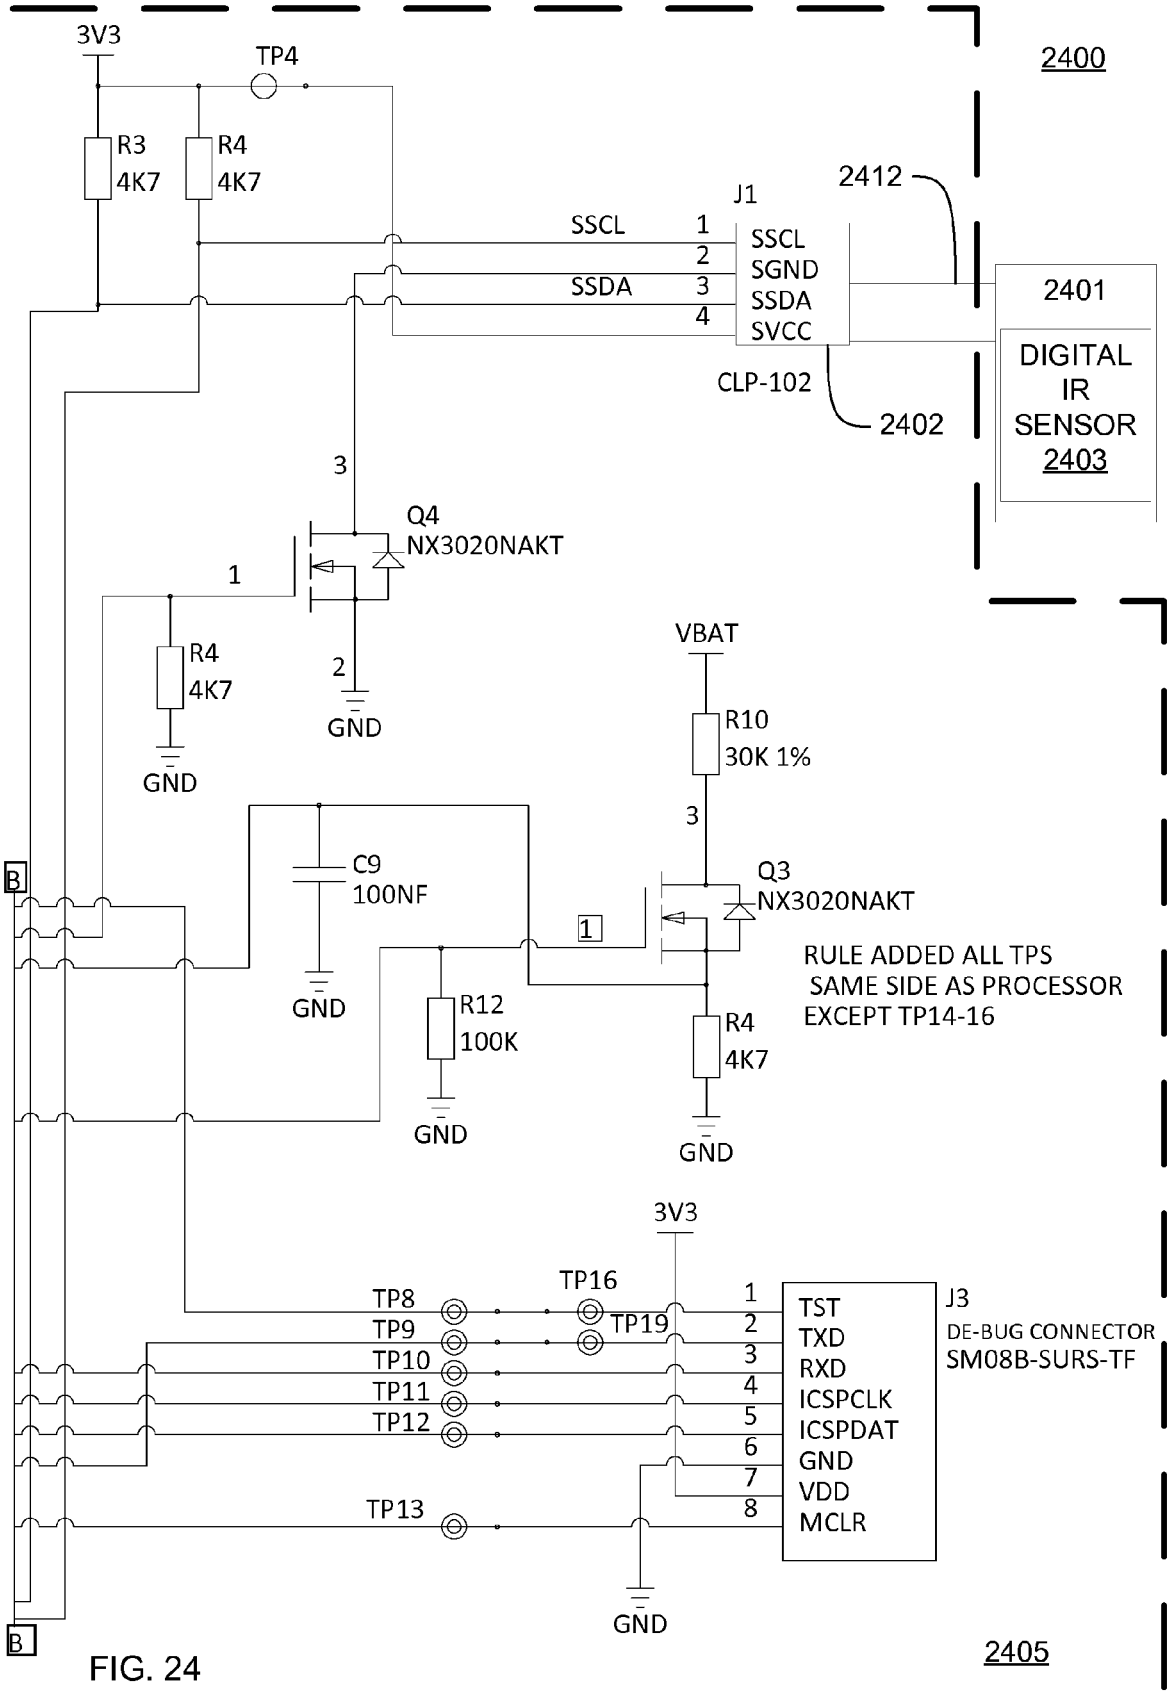 3V3
TP4
2400
R3
4K7
R4
4K7
2412
J1
SSCL
1
SSCL
2
SGND
SSDA
3
SSDA
4
SVCC
2401
DIGITAL
IR
SENSOR
2403
CLP-102
2402
3
Q4
NX3020NAKT
1
R4
4K7
2
GND
GND
VBAT
R10
30K 1%
3
C9
100NF
Q3
NX3020NAKT
B
1
RULE ADDED ALL TPS
SAME SIDE AS PROCESSOR
EXCEPT TP14-16
GND
R12
100K
R4
4K7
GND
GND
3V3
TP8
TP16
1
TST
J3
TP9
TP19
2
TXD
DE-BUG CONNECTOR
SM08B-SURS-TF
TP10
3
RXD
TP11
4
ICSPCLK
TP12
5
ICSPDAT
6
GND
7
VDD
TP13
8
MCLR
GND
B
FIG. 24
2405